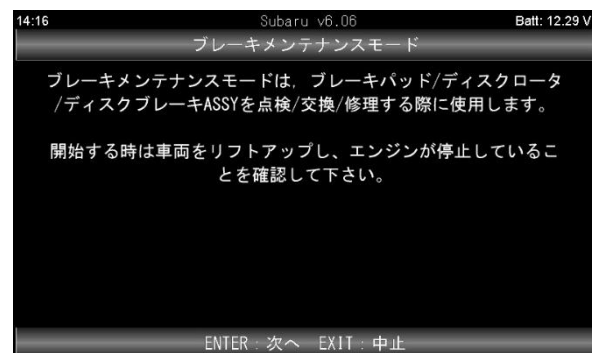 14:16 Subaru v6.06 Batt: 12.29 V
ブレーキメンテナンスモード
ブレーキメンテナンスモードは, ブレーキパッド/ディスクロータ
/ディスクブレーキASSYを点検/交換/修理する際に使用します。
開始する時は車両をリフトアップし、エンジンが停止しているこ
とを確認して下さい。
ENTER : 次へ EXIT : 中止